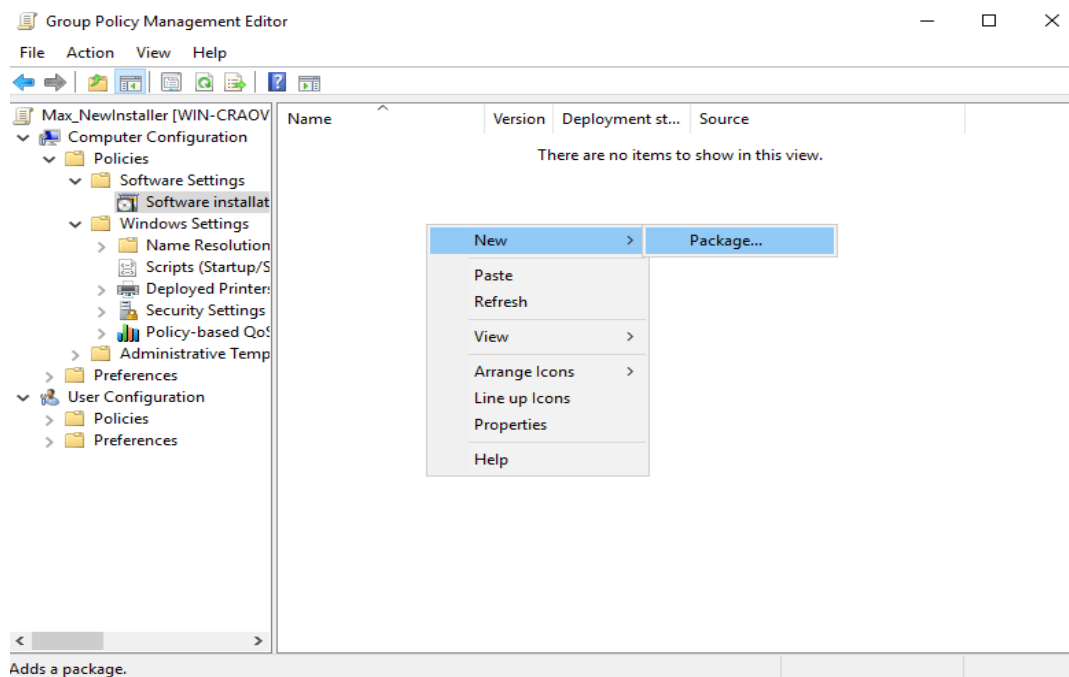 Group Policy Management Editor
File Action View Help
Max_NewInstaller [WIN-CRAOV
Computer Configuration
Policies
Software Settings
Software installat
Windows Settings
Name Resolution
Scripts (Startup/S
Deployed Printer
Security Settings
Policy-based QoS
Administrative Temp
Preferences
User Configuration
Policies
Preferences
Name Version Deployment st... Source
There are no items to show in this view.
New
Package...
Paste
Refresh
View
Arrange Icons
Line up Icons
Properties
Help
Adds a package.